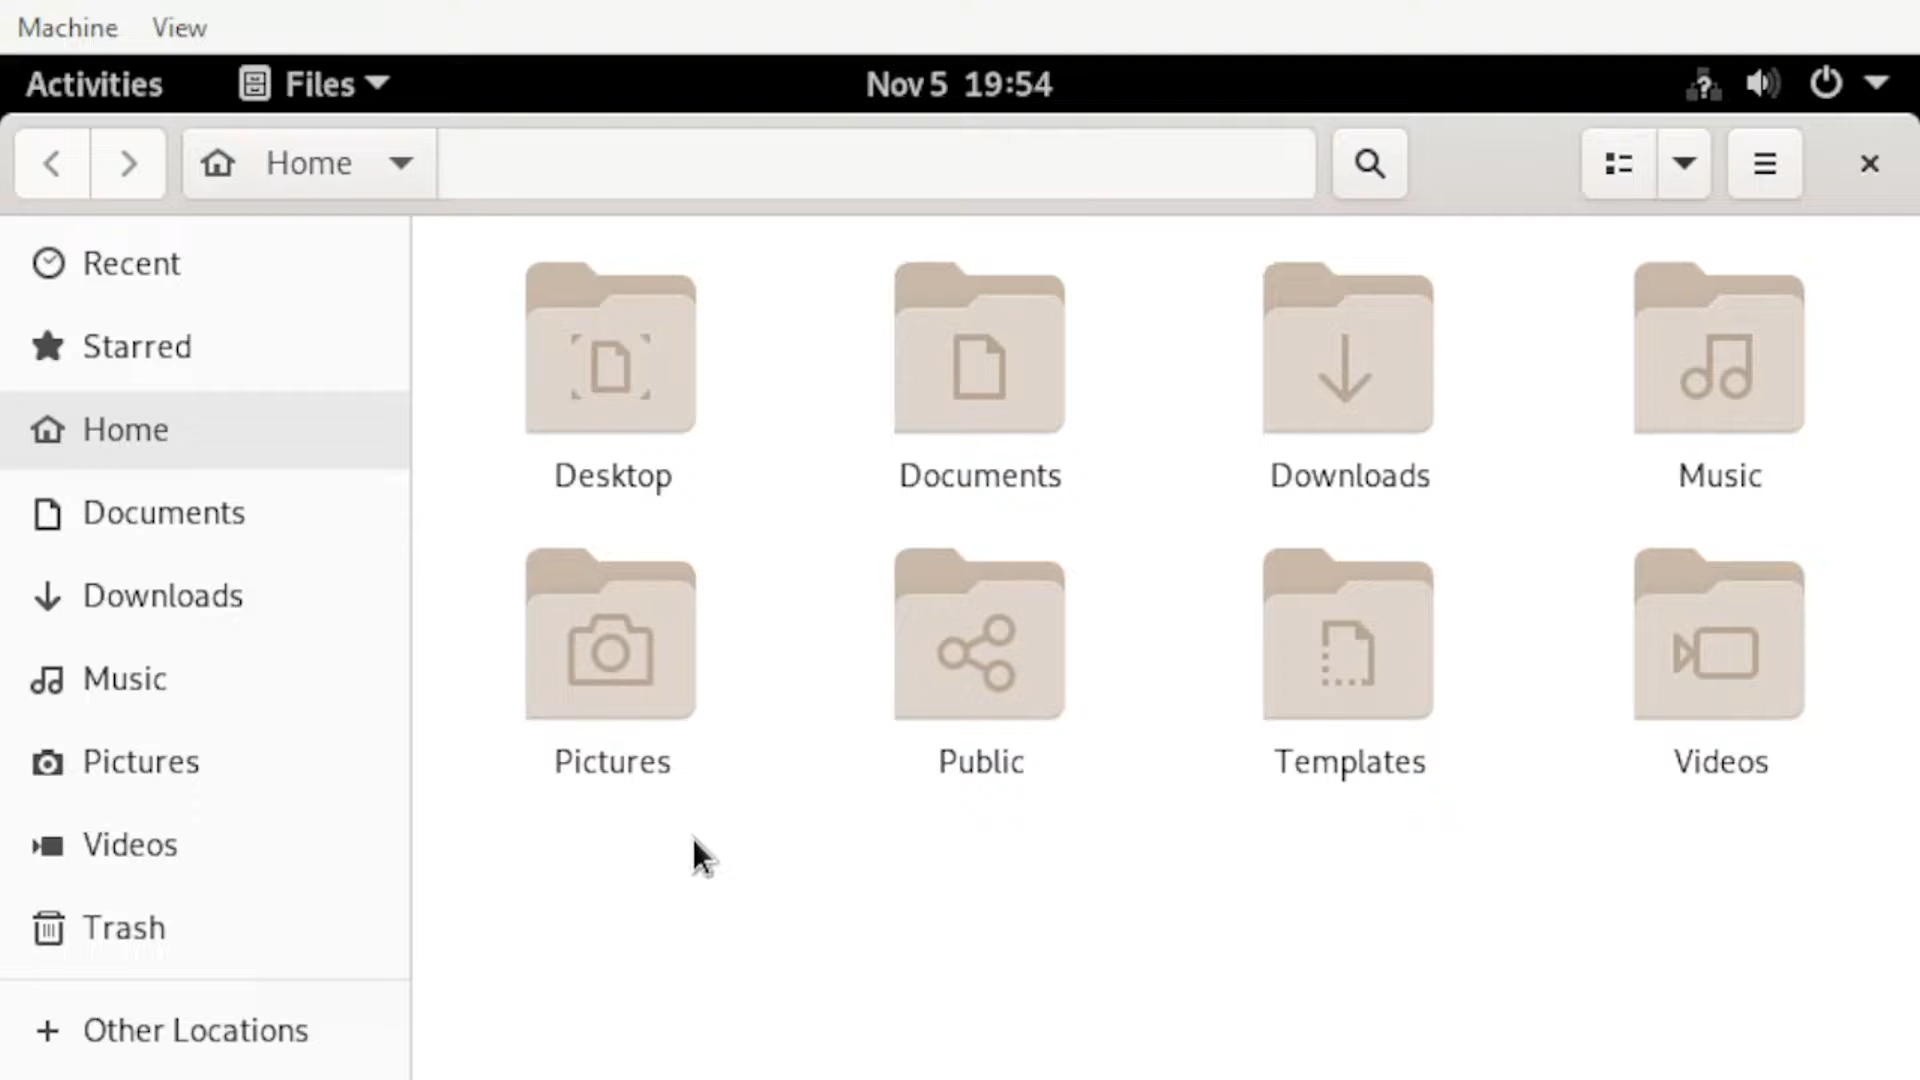 Machine View
Activities Files Nov 5 19:54
Home
Recent
Starred
Home
Documents
Downloads
Music
Pictures
Videos
Trash
Other Locations
Desktop Documents Downloads Music
Pictures Public Templates Videos